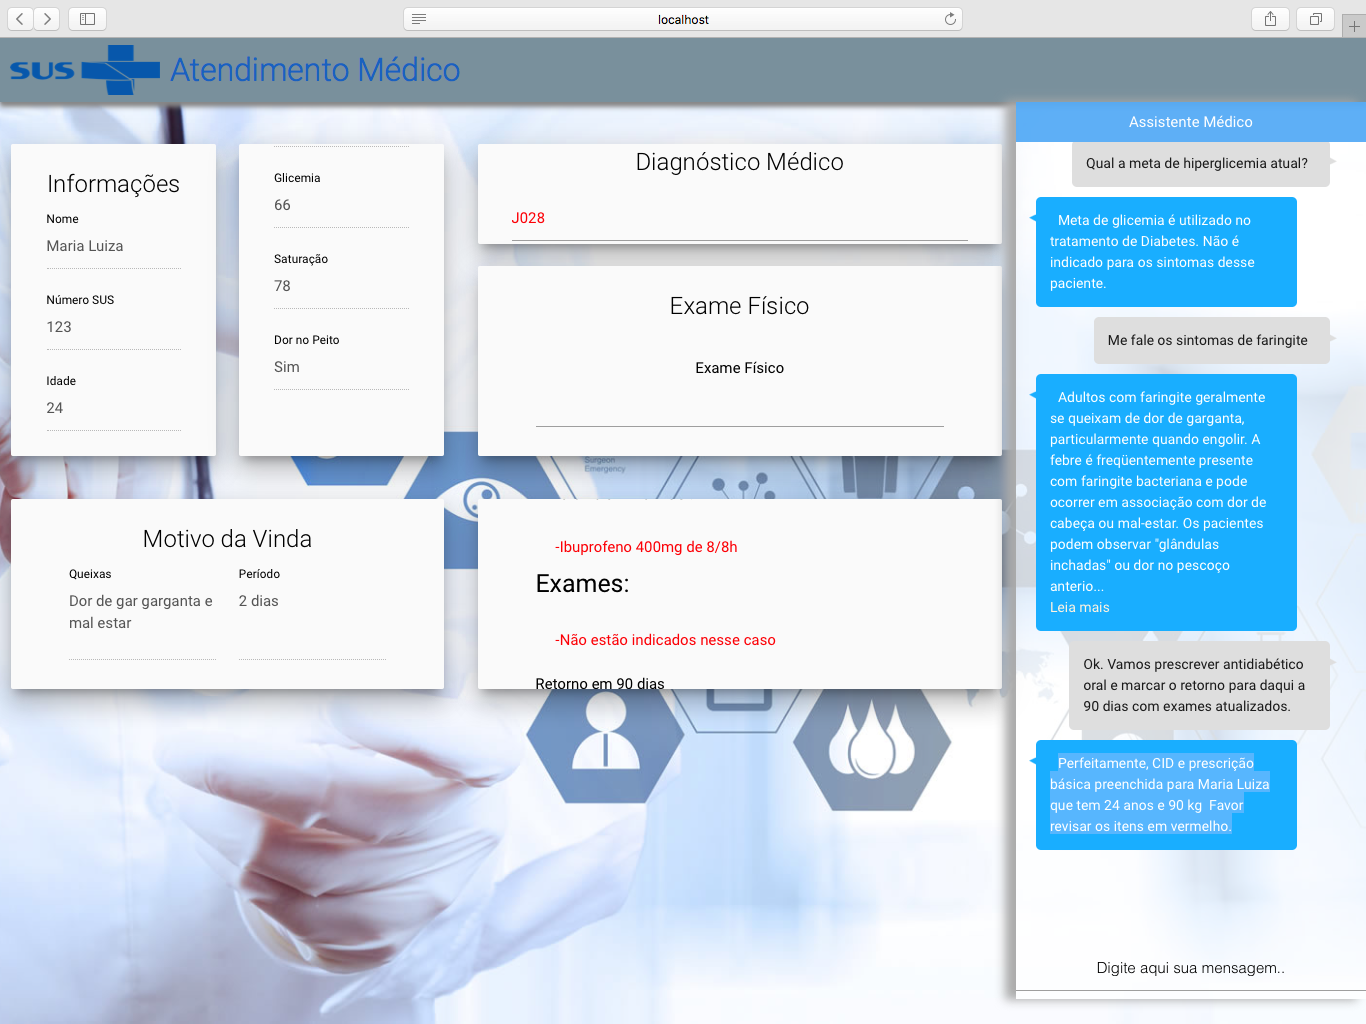 localhost
SUS Atendimento Médico
Informações
Nome
Maria Luiza
Número SUS
123
Idade
24
Glicemia
66
Saturação
78
Dor no Peito
Sim
Diagnóstico Médico
J028
Exame Físico
Exame Físico
Surgeon
Emergency
Motivo da Vinda
Queixas
Dor de gar garganta e
mal estar
Período
2 dias
-Ibuprofeno 400mg de 8/8h
Exames:
-Não estão indicados nesse caso
Retorno em 90 dias
Assistente Médico
Qual a meta de hiperglicemia atual?
Meta de glicemia é utilizado no
tratamento de Diabetes. Não é
indicado para os sintomas desse
paciente.
Me fale os sintomas de faringite
Adultos com faringite geralmente
se queixam de dor de garganta,
particularmente quando engolir. A
febre é freqüentemente presente
com faringite bacteriana e pode
ocorrer em associação com dor de
cabeça ou mal-estar. Os pacientes
podem observar "glândulas
inchadas" ou dor no pescoço
anterio...
Leia mais
Ok. Vamos prescrever antidiabético
oral e marcar o retorno para daqui a
90 dias com exames atualizados.
Perfeitamente, CID e prescrição
básica preenchida para Maria Luiza
que tem 24 anos e 90 kg  Favor
revisar os itens em vermelho.
Digite aqui sua mensagem..